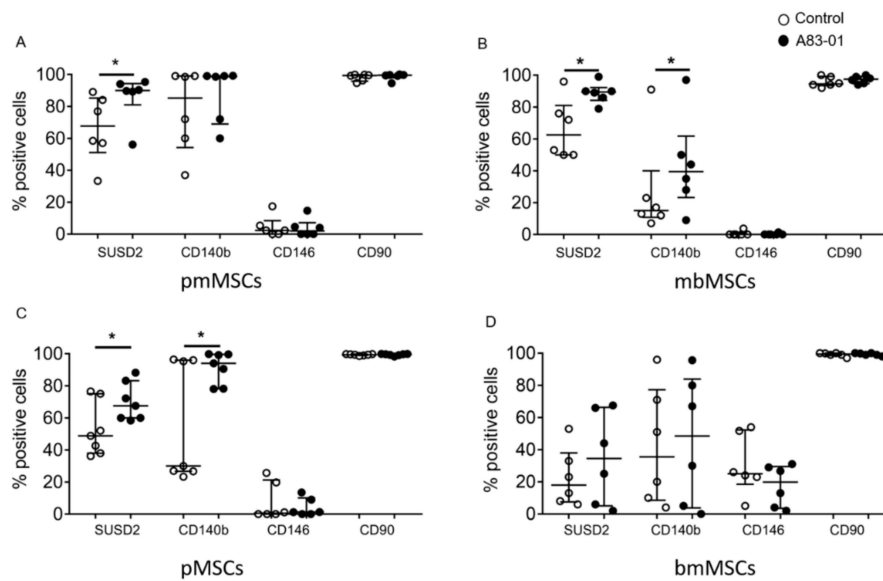 Control
A83-01
A
B
* 
* *
100
80
60
40
20
0
% positive cells
SUSD2 CD140b CD146 CD90
pmMSCs
100
80
60
40
20
0
% positive cells
SUSD2 CD140b CD146 CD90
mbMSCs
C
D
* *
100
80
60
40
20
0
% positive cells
SUSD2 CD140b CD146 CD90
pMSCs
100
80
60
40
20
0
% positive cells
SUSD2 CD140b CD146 CD90
bmMSCs